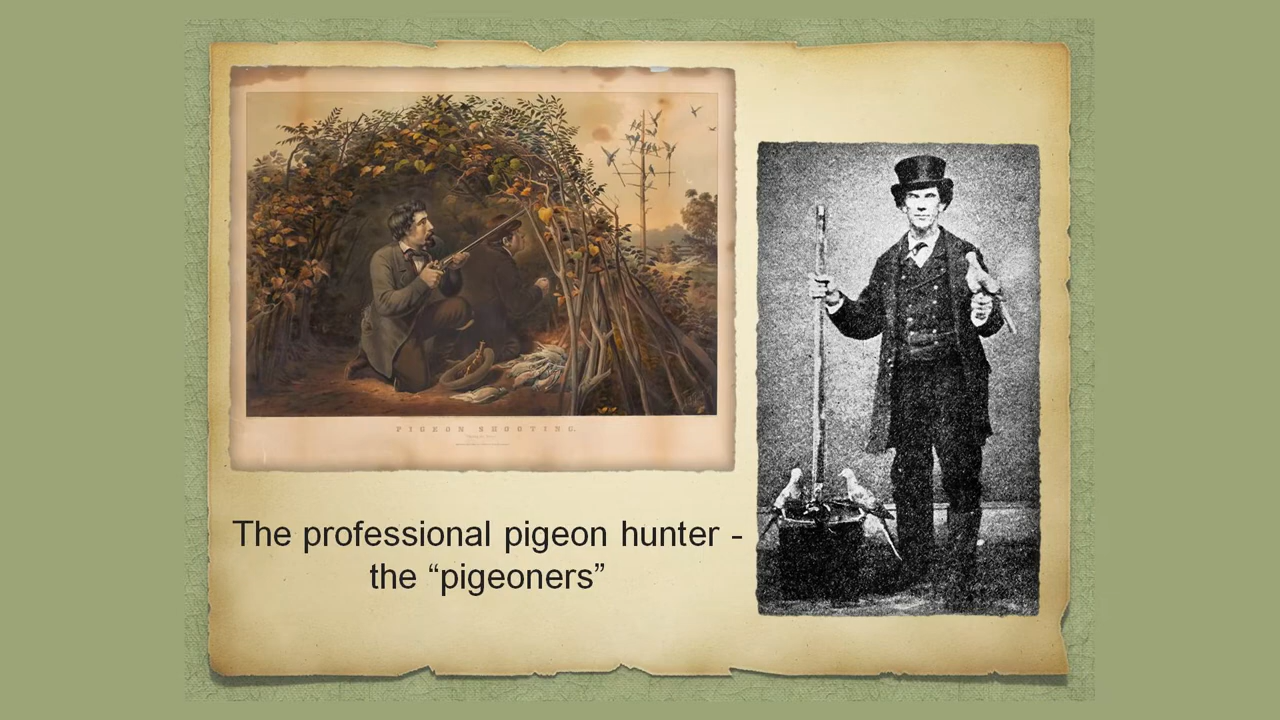 PIGEON SHOOTING.
The professional pigeon hunter -
the “pigeoners”